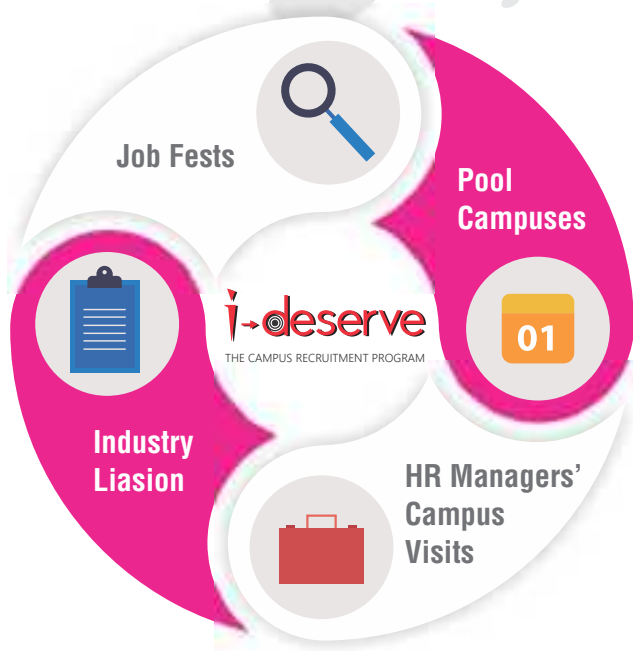 Job Fests
Pool
Campuses
01
i-deserve
THE CAMPUS RECRUITMENT PROGRAM
Industry
Liasion
HR Managers’
Campus
Visits